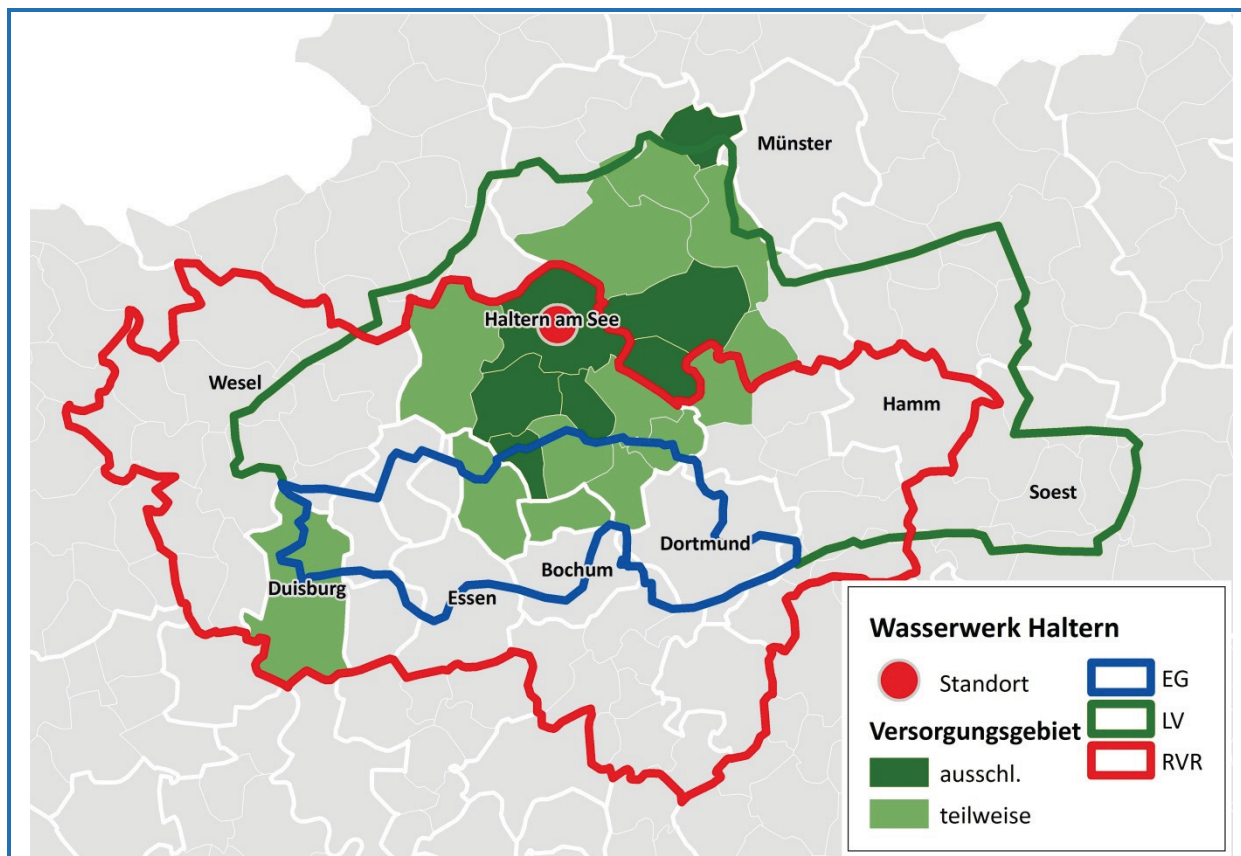 Münster
Haltern am See
Wesel
Hamm
Soest
Dortmund
Bochum
Duisburg
Essen
Wasserwerk Haltern
Standort
Versorgungsgebiet
ausschl.
teilweise
EG
LV
RVR